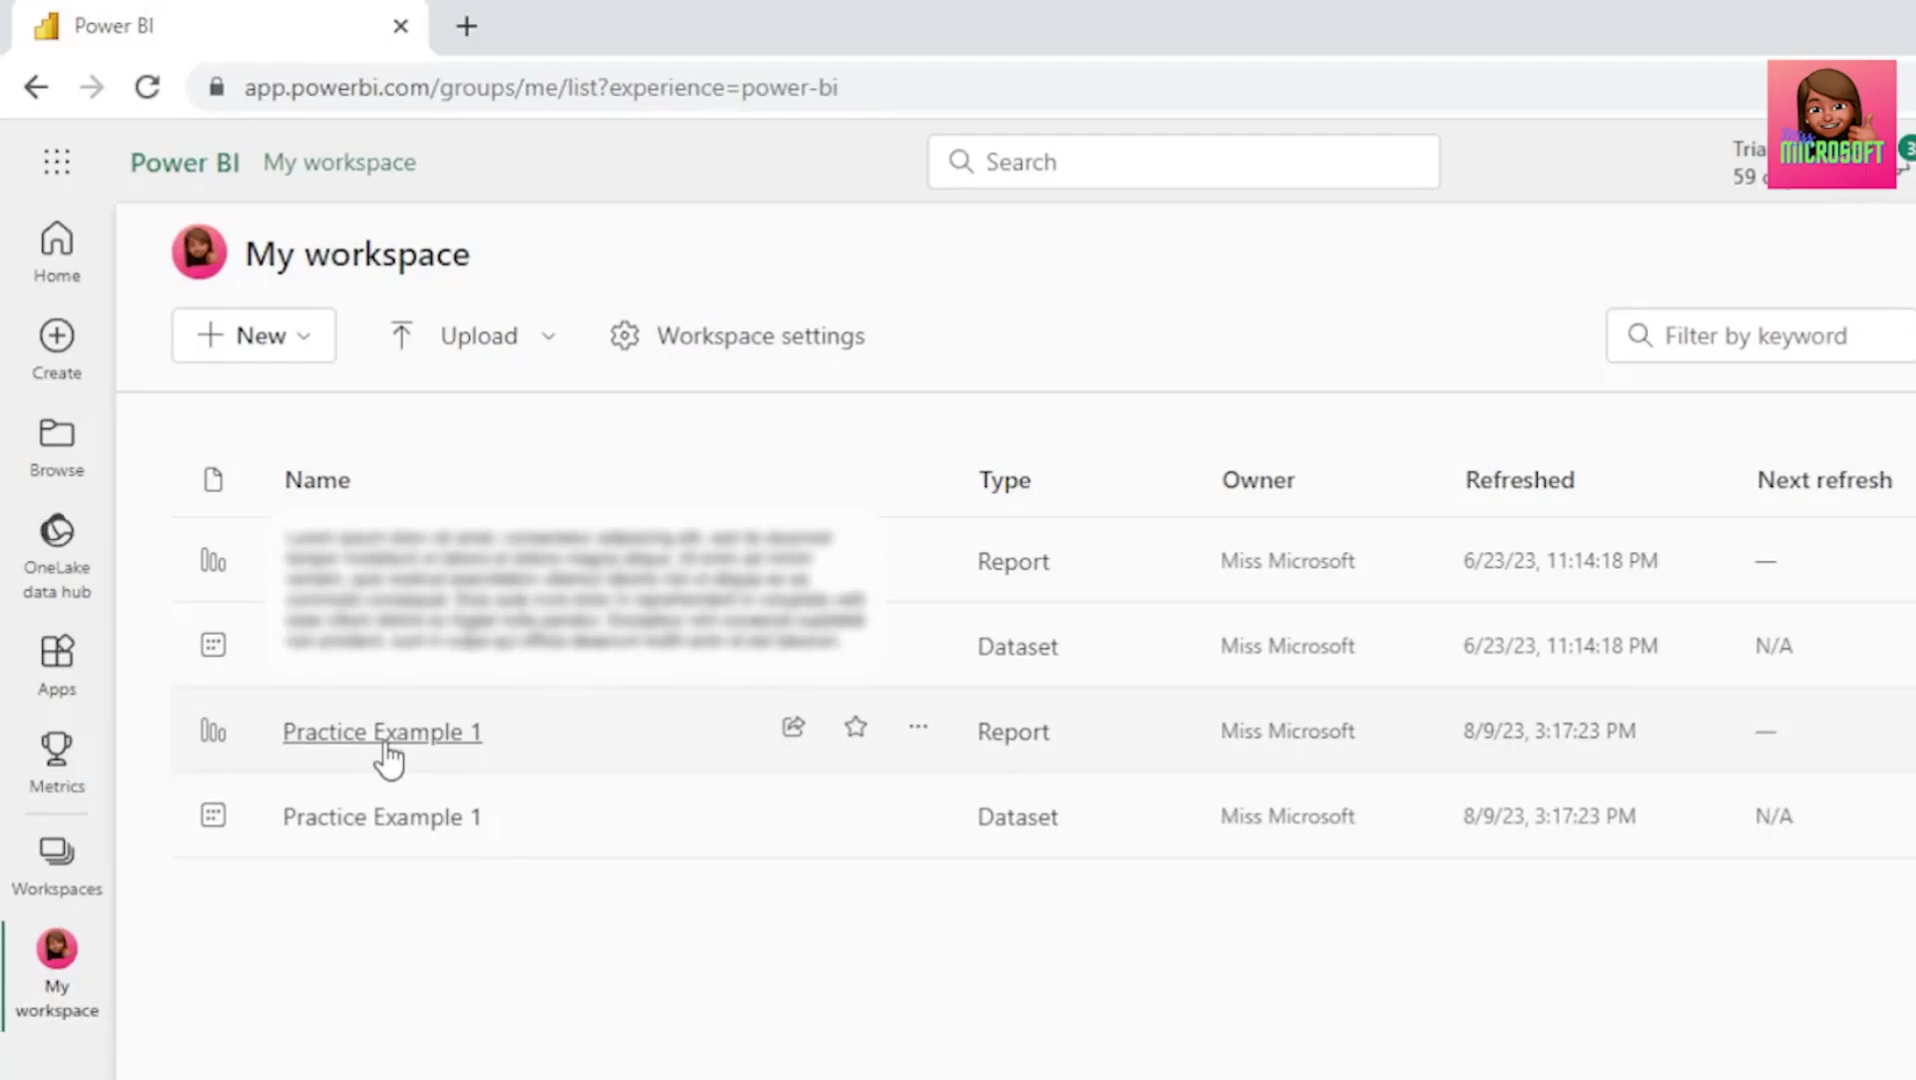 Power BI
app.powerbi.com/groups/me/list?experience=power-bi
Power BI My workspace
Search
Tria
59
MICROSOFT
3
Home
Create
Browse
OneLake
data hub
Apps
Metrics
Workspaces
My
workspace
My workspace
New
Upload
Workspace settings
Filter by keyword
Name Type Owner Refreshed Next refresh
Report Miss Microsoft 6/23/23, 11:14:18 PM —
Dataset Miss Microsoft 6/23/23, 11:14:18 PM N/A
Practice Example 1 ... Report Miss Microsoft 8/9/23, 3:17:23 PM —
Practice Example 1 Dataset Miss Microsoft 8/9/23, 3:17:23 PM N/A